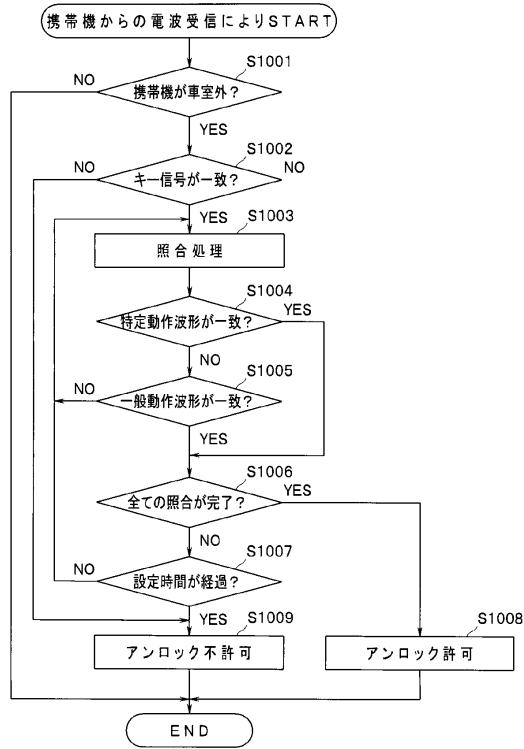 携帯機からの電波受信によりSTART
S1001
NO
携帯機が車室外?
YES
S1002
NO
NO
キー信号が一致?
YES
S1003
照合処理
S1004
YES
特定動作波形が一致?
NO
S1005
NO
一般動作波形が一致?
YES
S1006
YES
全ての照合が完了?
NO
S1007
NO
設定時間が経過?
YES
S1009
S1008
アンロック不許可
アンロック許可
END